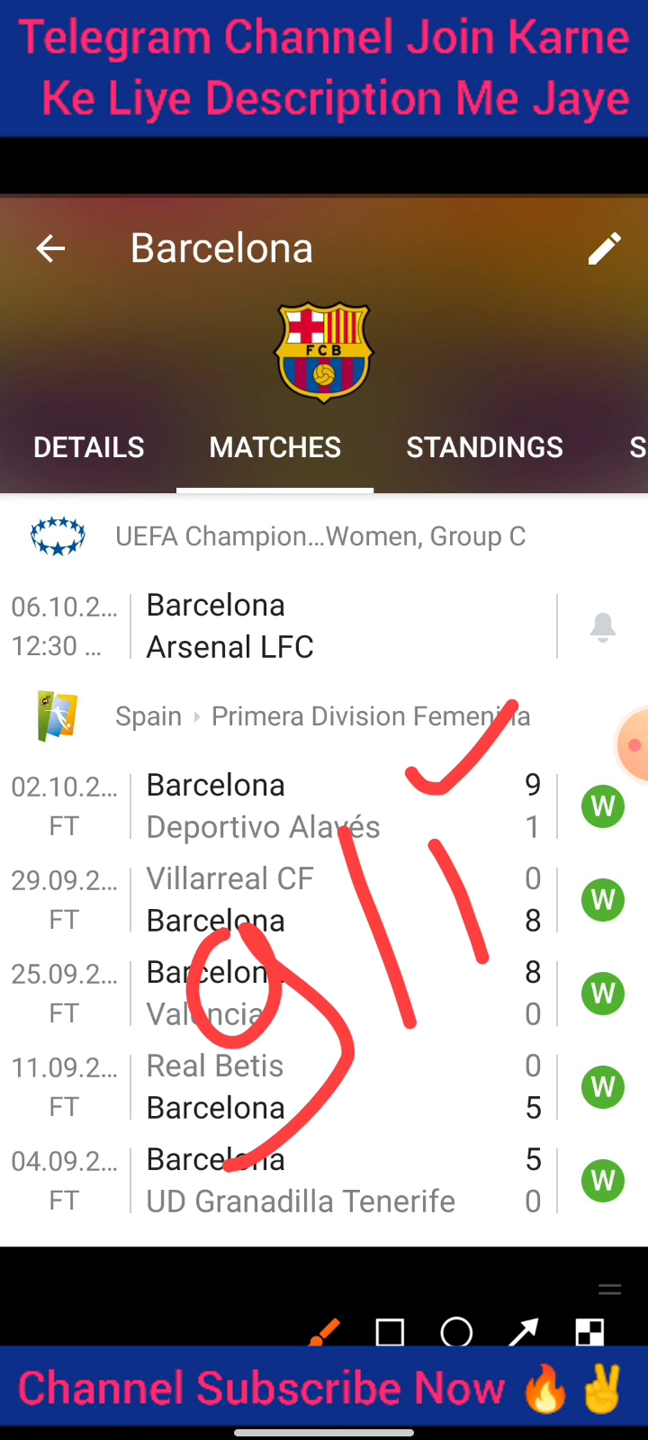 Telegram Channel Join Karne
Ke Liye Description Me Jaye
Barcelona
FCB
DETAILS MATCHES STANDINGS S
UEFA Champion...Women, Group C
06.10.2... Barcelona
12:30 ... Arsenal LFC
Spain Primera Division Femenina
02.10.2... Barcelona 9
FT Deportivo Alavés 1 W
29.09.2... Villarreal CF 0
FT Barcelona 8 W
25.09.2... Barcelona 8
FT Valencia 0 W
11.09.2... Real Betis 0
FT Barcelona 5 W
04.09.2... Barcelona 5
FT UD Granadilla Tenerife 0 W
9 11
Channel Subscribe Now 🔥✌